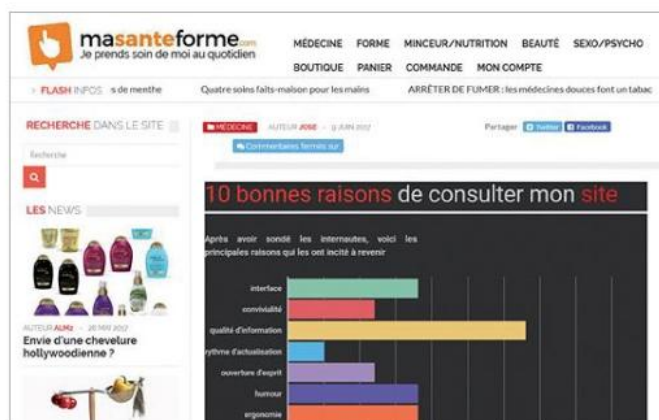 masanteforme.com
Je prends soin de moi au quotidien
MÉDECINE FORME MINCEUR/NUTRITION BEAUTÉ SEXO/PSYCHO
BOUTIQUE PANIER COMMANDE MON COMPTE
FLASH INFOS s de menthe Quatre soins faits-maison pour les mains ARRÊTER DE FUMER : les médecines douces font un tabac
RECHERCHE DANS LE SITE
Recherche
LES NEWS
AUTEUR ALM2 - 26 MAI 2017
Envie d'une chevelure
hollywoodienne ?
MÉDECINE AUTEUR JOSE - 9 JUIN 2017 Partager Twitter Facebook
Commentaires fermés sur
10 bonnes raisons de consulter mon site
Après avoir sondé les internautes, voici les
principales raisons qui les ont incité à revenir
interface
convivialité
qualité d'information
rythme d'actualisation
ouverture d'esprit
humour
ergonomie